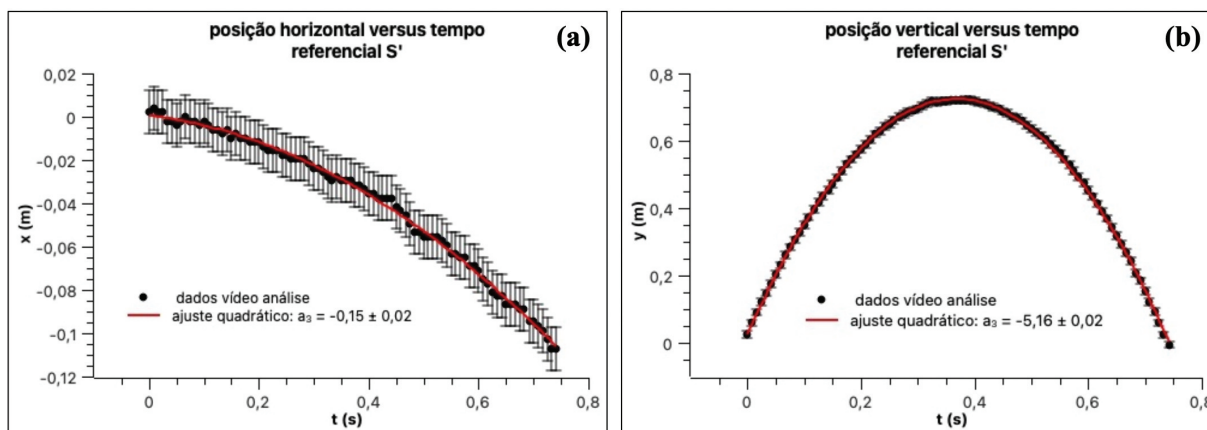 posição horizontal versus tempo
referencial S'
(a)
0,02
0
-0,02
-0,04
-0,06
-0,08
-0,1
-0,12
x (m)
dados vídeo análise
ajuste quadrático: a₃ = -0,15 ± 0,02
0
0,2
0,4
0,6
0,8
t (s)
posição vertical versus tempo
referencial S'
(b)
0,8
0,6
0,4
0,2
0
y (m)
dados vídeo análise
ajuste quadrático: a₃ = -5,16 ± 0,02
0
0,2
0,4
0,6
0,8
t (s)